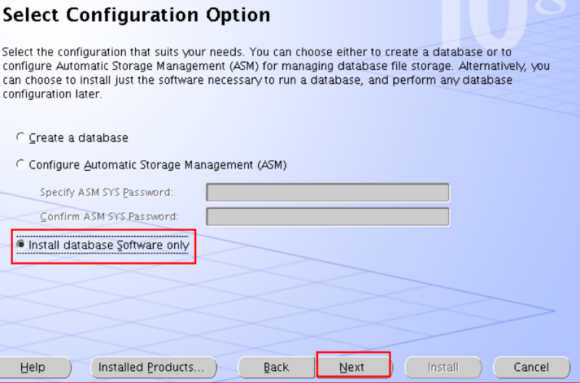 Select Configuration Option
Select the configuration that suits your needs. You can choose either to create a database or to
configure Automatic Storage Management (ASM) for managing database file storage. Alternatively, you
can choose to install just the software necessary to run a database, and perform any database
configuration later.
Create a database
Configure Automatic Storage Management (ASM)
Specify ASM SYS Password:
Confirm ASM SYS Password:
Install database Software only
Help Installed Products... Back Next Install Cancel